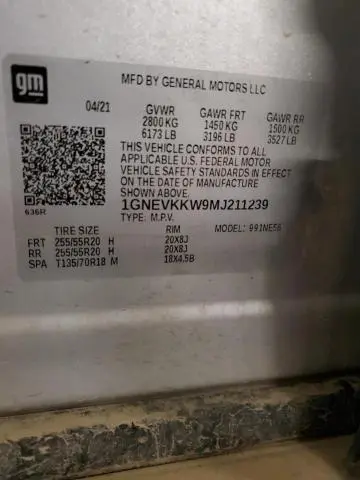 gm
MFD BY GENERAL MOTORS LLC
04/21 GVWR GAWR FRT GAWR RR
2800 KG 1450 KG 1500 KG
6173 LB 3196 LB 3527 LB
THIS VEHICLE CONFORMS TO ALL
APPLICABLE U.S. FEDERAL MOTOR
VEHICLE SAFETY STANDARDS IN EFFECT
ON THE DATE OF MANUFACTURE
SHOWN ABOVE.
1GNEVKKW9MJ211239
636R TYPE: M.P.V. MODEL:
TIRE SIZE RIM
FRT 255/55R20 H 20X8J
RR 255/55R20 H 20X8J
SPA T135/70R18 M 18X4.5B